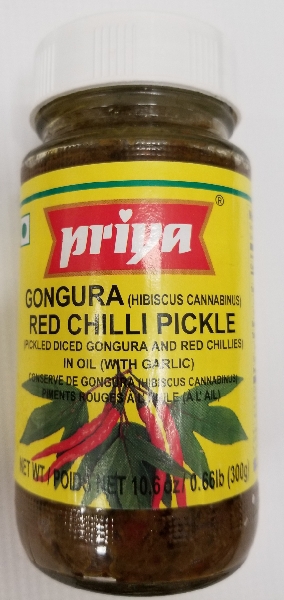 priya®
GONGURA (HIBISCUS CANNABINUS)
RED CHILLI PICKLE
(PICKLED DICED GONGURA AND RED CHILLIES)
IN OIL (WITH GARLIC)
CONSERVE DE GONGURA (HIBISCUS CANNABINUS)
PIMENTS ROUGES À L'HUILE (À L' AIL)
NET WT / POIDS NET 10.6 oz / 0.66lb (300g)